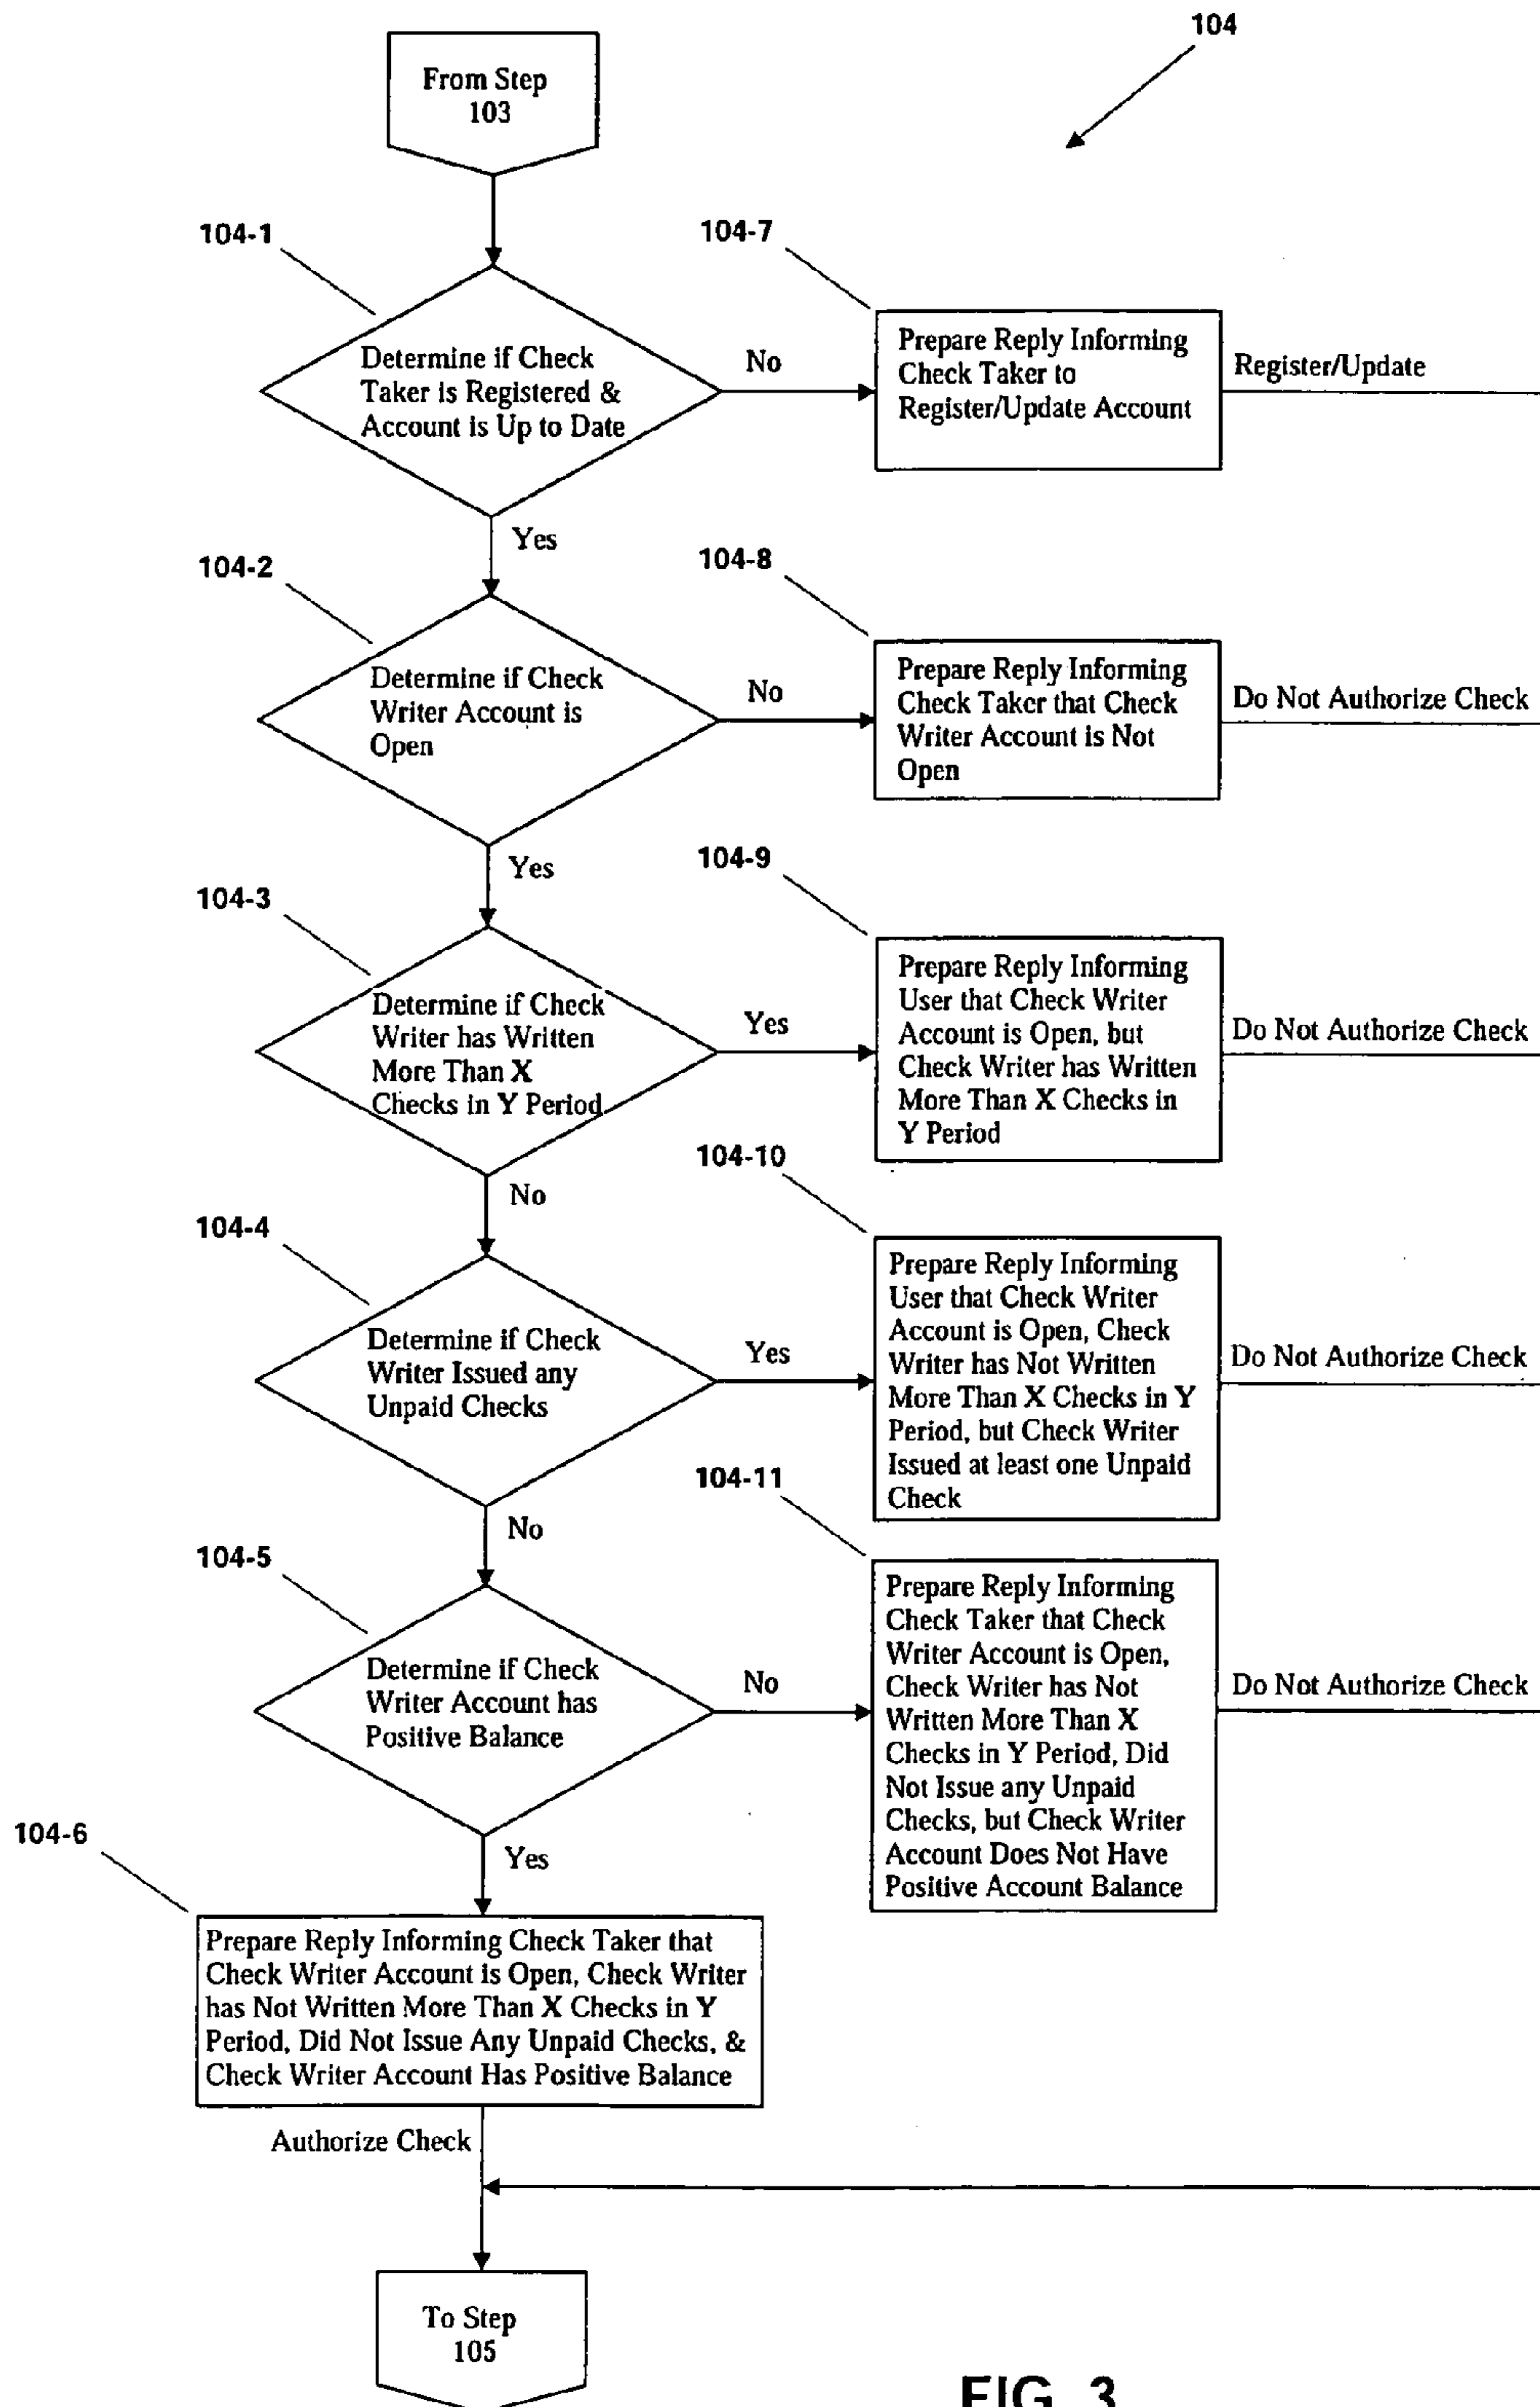 104
From Step
103
104-1
Determine if Check
Taker is Registered &
Account is Up to Date
No
104-7
Prepare Reply Informing
Check Taker to
Register/Update Account
Register/Update
Yes
104-2
Determine if Check
Writer Account is
Open
No
104-8
Prepare Reply Informing
Check Taker that Check
Writer Account is Not
Open
Do Not Authorize Check
Yes
104-3
Determine if Check
Writer has Written
More Than X
Checks in Y Period
Yes
104-9
Prepare Reply Informing
User that Check Writer
Account is Open, but
Check Writer has Written
More Than X Checks in
Y Period
Do Not Authorize Check
No
104-4
Determine if Check
Writer Issued any
Unpaid Checks
Yes
104-10
Prepare Reply Informing
User that Check Writer
Account is Open, Check
Writer has Not Written
More Than X Checks in Y
Period, but Check Writer
Issued at least one Unpaid
Check
Do Not Authorize Check
No
104-5
Determine if Check
Writer Account has
Positive Balance
No
104-11
Prepare Reply Informing
Check Taker that Check
Writer Account is Open,
Check Writer has Not
Written More Than X
Checks in Y Period, Did
Not Issue any Unpaid
Checks, but Check Writer
Account Does Not Have
Positive Account Balance
Do Not Authorize Check
Yes
104-6
Prepare Reply Informing Check Taker that
Check Writer Account is Open, Check Writer
has Not Written More Than X Checks in Y
Period, Did Not Issue Any Unpaid Checks, &
Check Writer Account Has Positive Balance
Authorize Check
To Step
105
FIG. 3